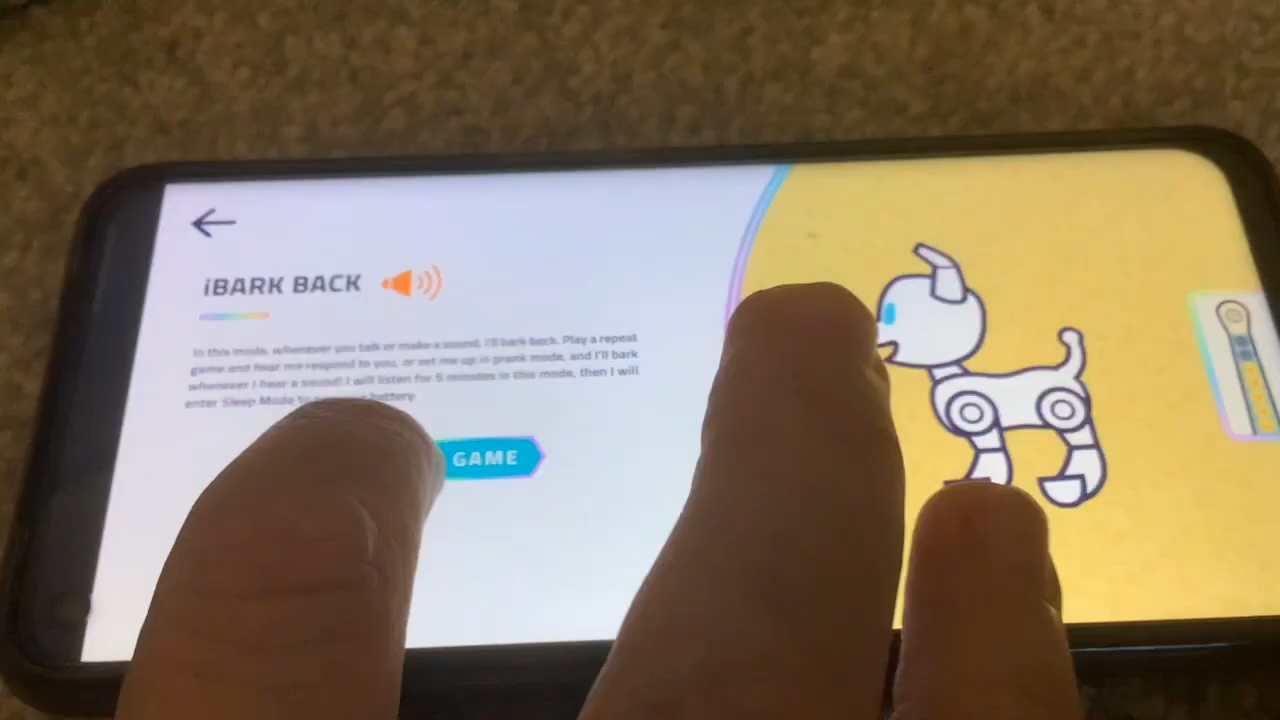 iBARK BACK
In this mode, whenever you talk or make a sound, I'll bark back. Play a repeat
game and hear me respond to you, or set me up in prank mode, and I'll bark
whenever I hear a sound! I will listen for 5 minutes in this mode, then I will
enter Sleep Mode to battery.
GAME